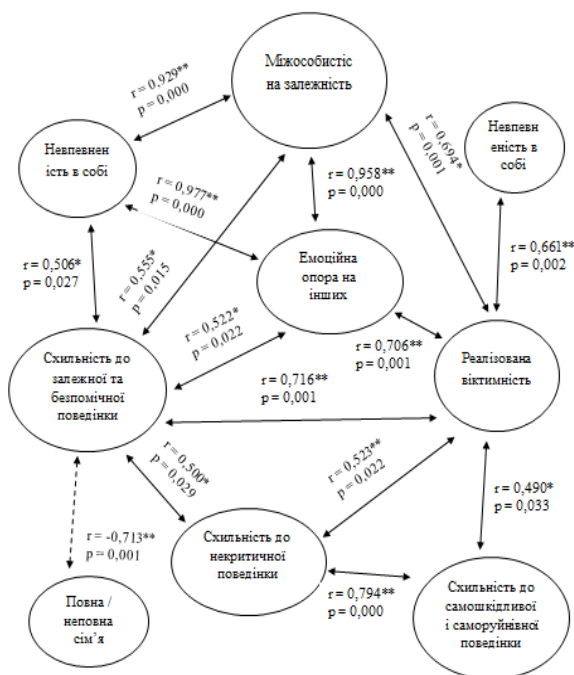 Міжособистіс
на залежність
r = 0,929**
p = 0,000
Невпевнен
ість в собі
Невпевн
еність в
собі
r = 0,694*
p = 0,001
r = 0,977**
p = 0,000
r = 0,958**
p = 0,000
r = 0,661**
p = 0,002
r = 0,506*
p = 0,027
r = 0,555*
p = 0,015
Емоційна
опора на
інших
r = 0,522*
p = 0,022
r = 0,706**
p = 0,001
Схильність до
залежної та
безпомічної
поведінки
Реалізована
віктимність
r = 0,716**
p = 0,001
r = 0,500*
p = 0,029
r = 0,523**
p = 0,022
r = 0,490*
p = 0,033
r = -0,713**
p = 0,001
Схильність до
некритичної
поведінки
r = 0,794**
p = 0,000
Повна /
неповна
сім’я
Схильність до
самошкідливої
і саморуйнівної
поведінки